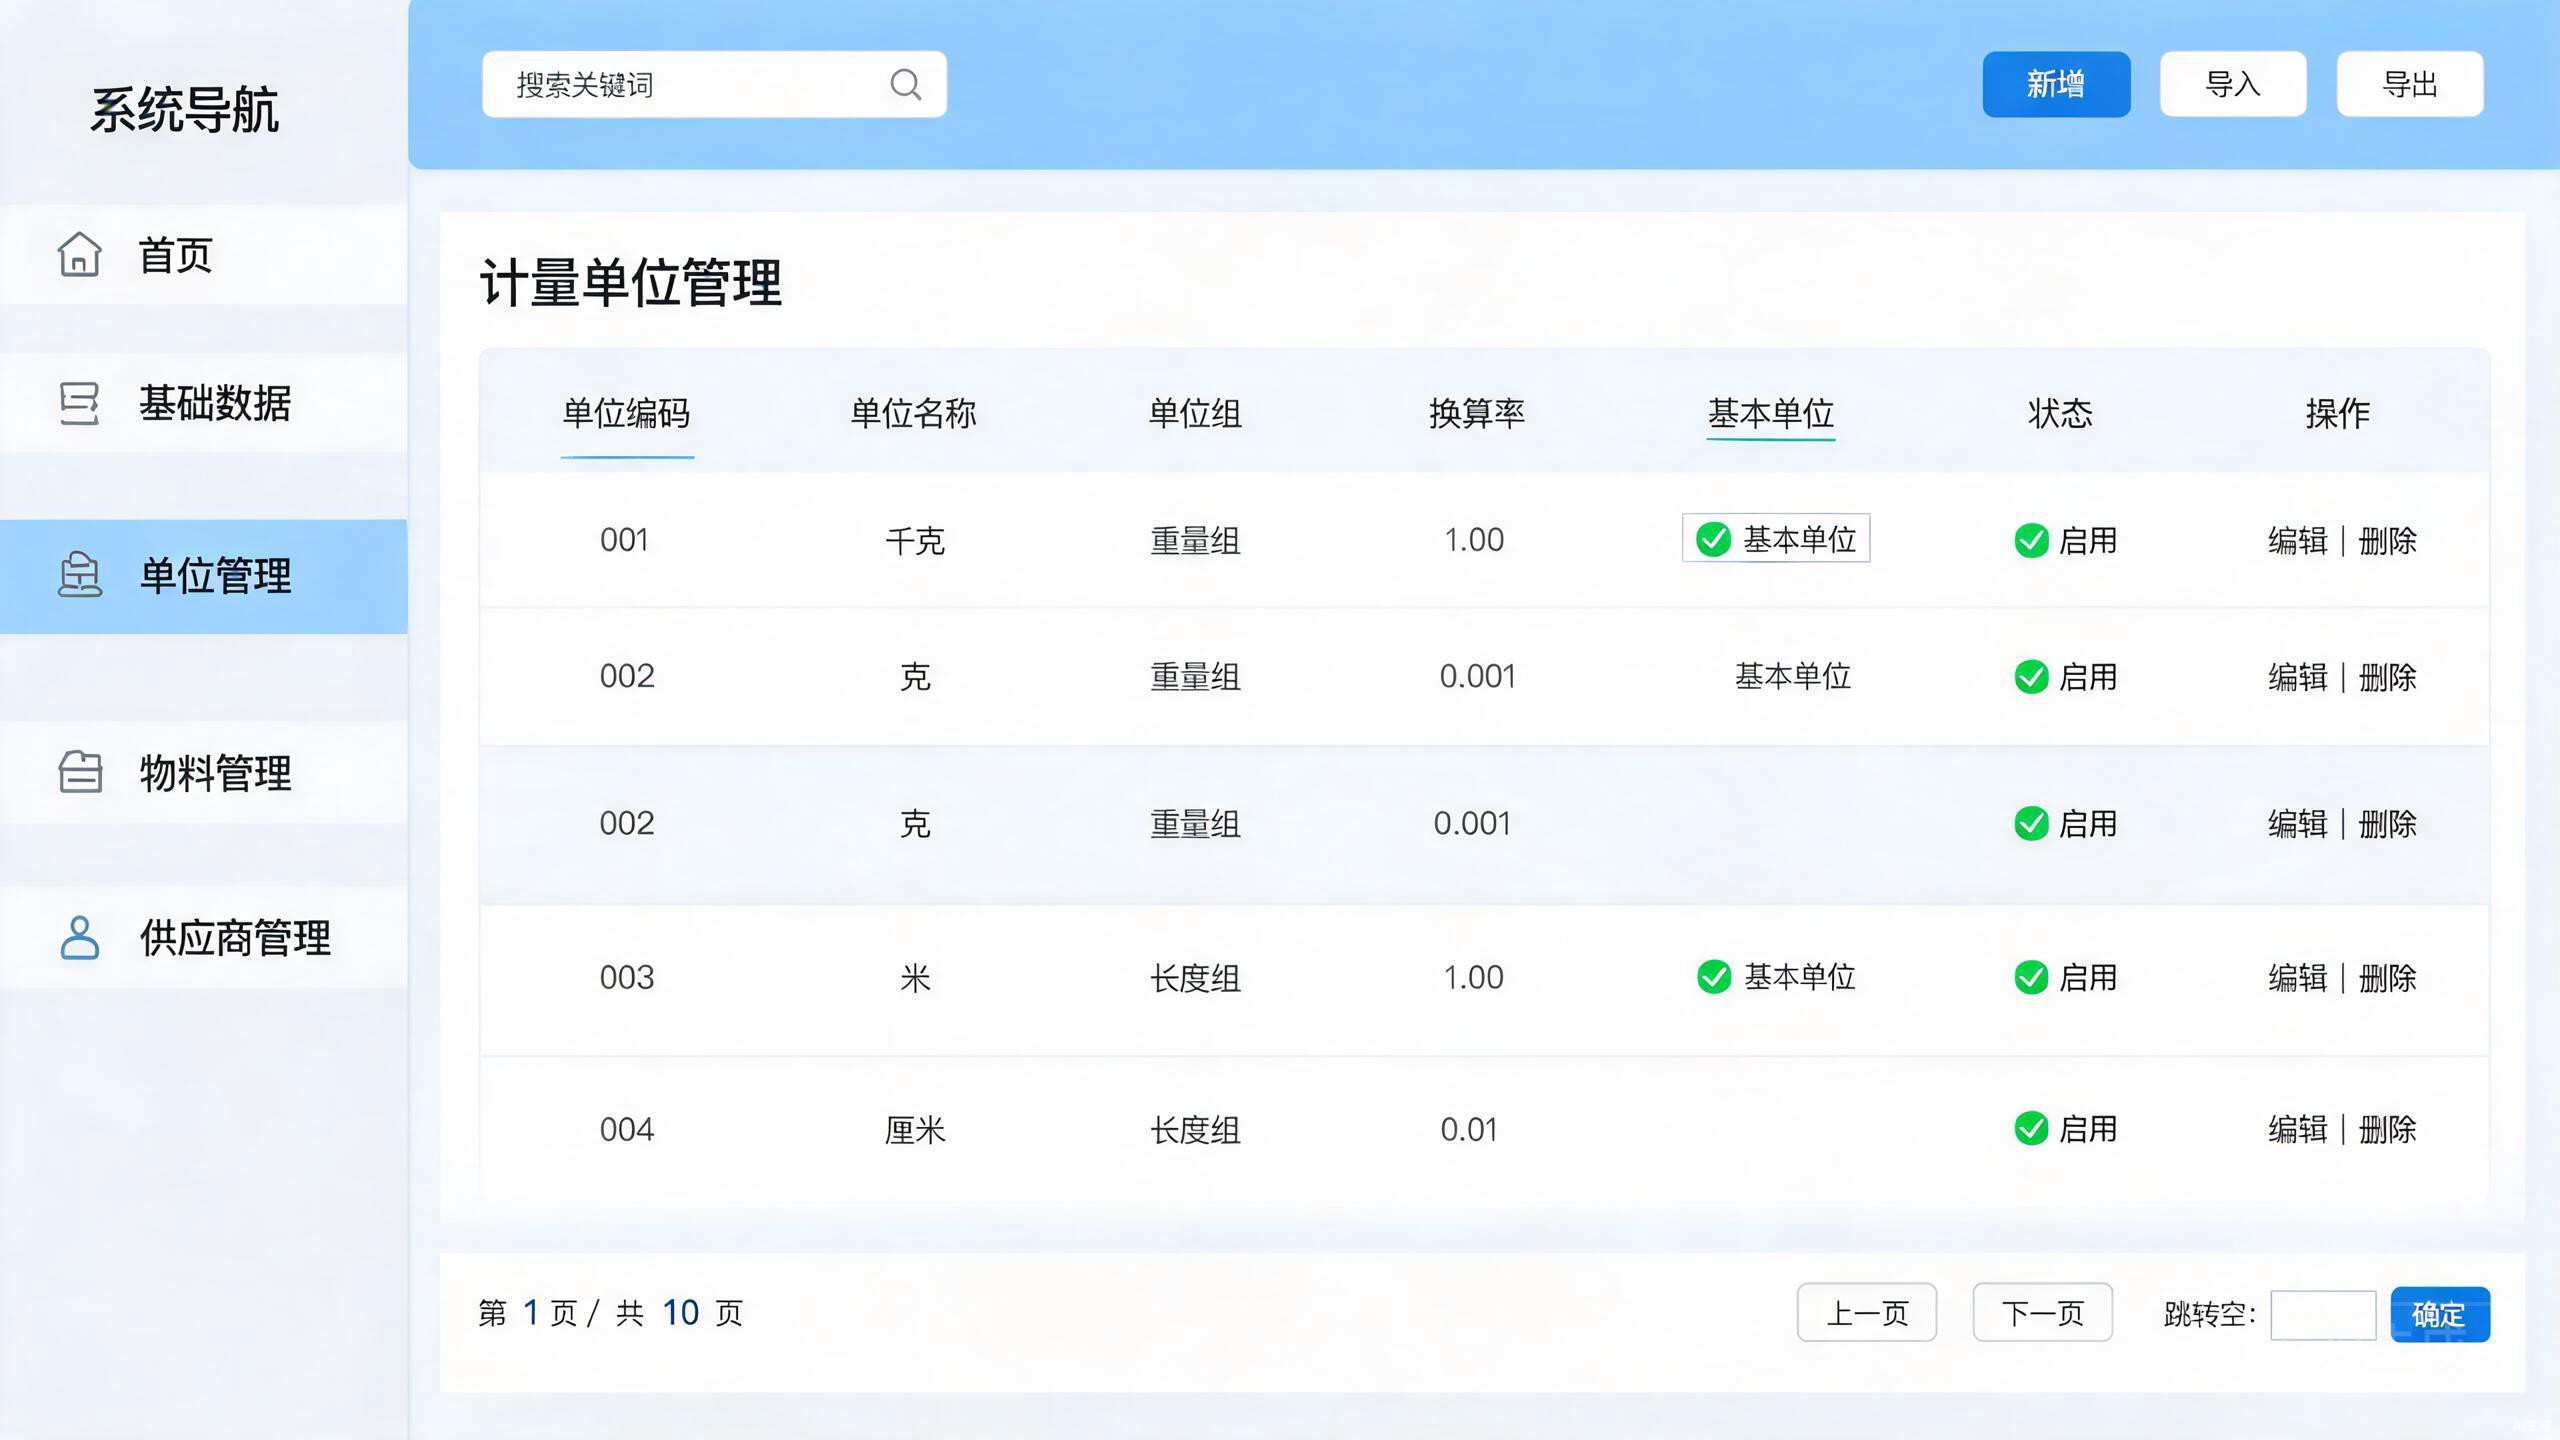 系统导航
首页
基础数据
单位管理
物料管理
供应商管理
搜索关键词
新增 导入 导出
计量单位管理
单位编码 单位名称 单位组 换算率 基本单位 状态 操作
001 千克 重量组 1.00 基本单位 启用 编辑|删除
002 克 重量组 0.001 基本单位 启用 编辑|删除
002 克 重量组 0.001 启用 编辑|删除
003 米 长度组 1.00 基本单位 启用 编辑|删除
004 厘米 长度组 0.01 启用 编辑|删除
第 1 页 / 共 10 页 上一页 下一页 跳转空: 确定